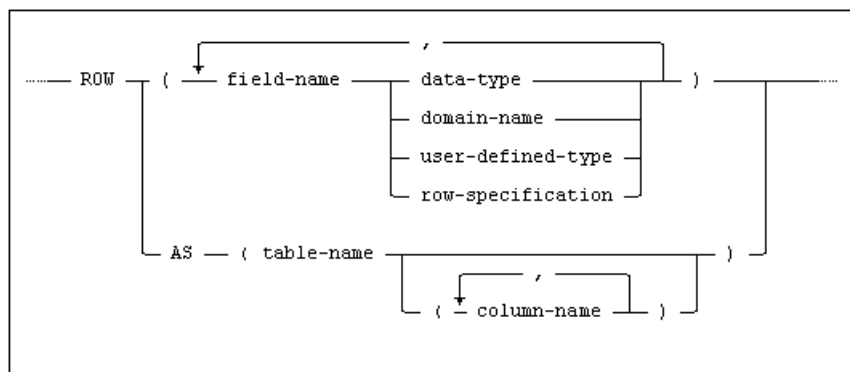 ,
ROW ( field-name data-type )
domain-name
user-defined-type
row-specification
AS ( table-name )
,
( column-name )